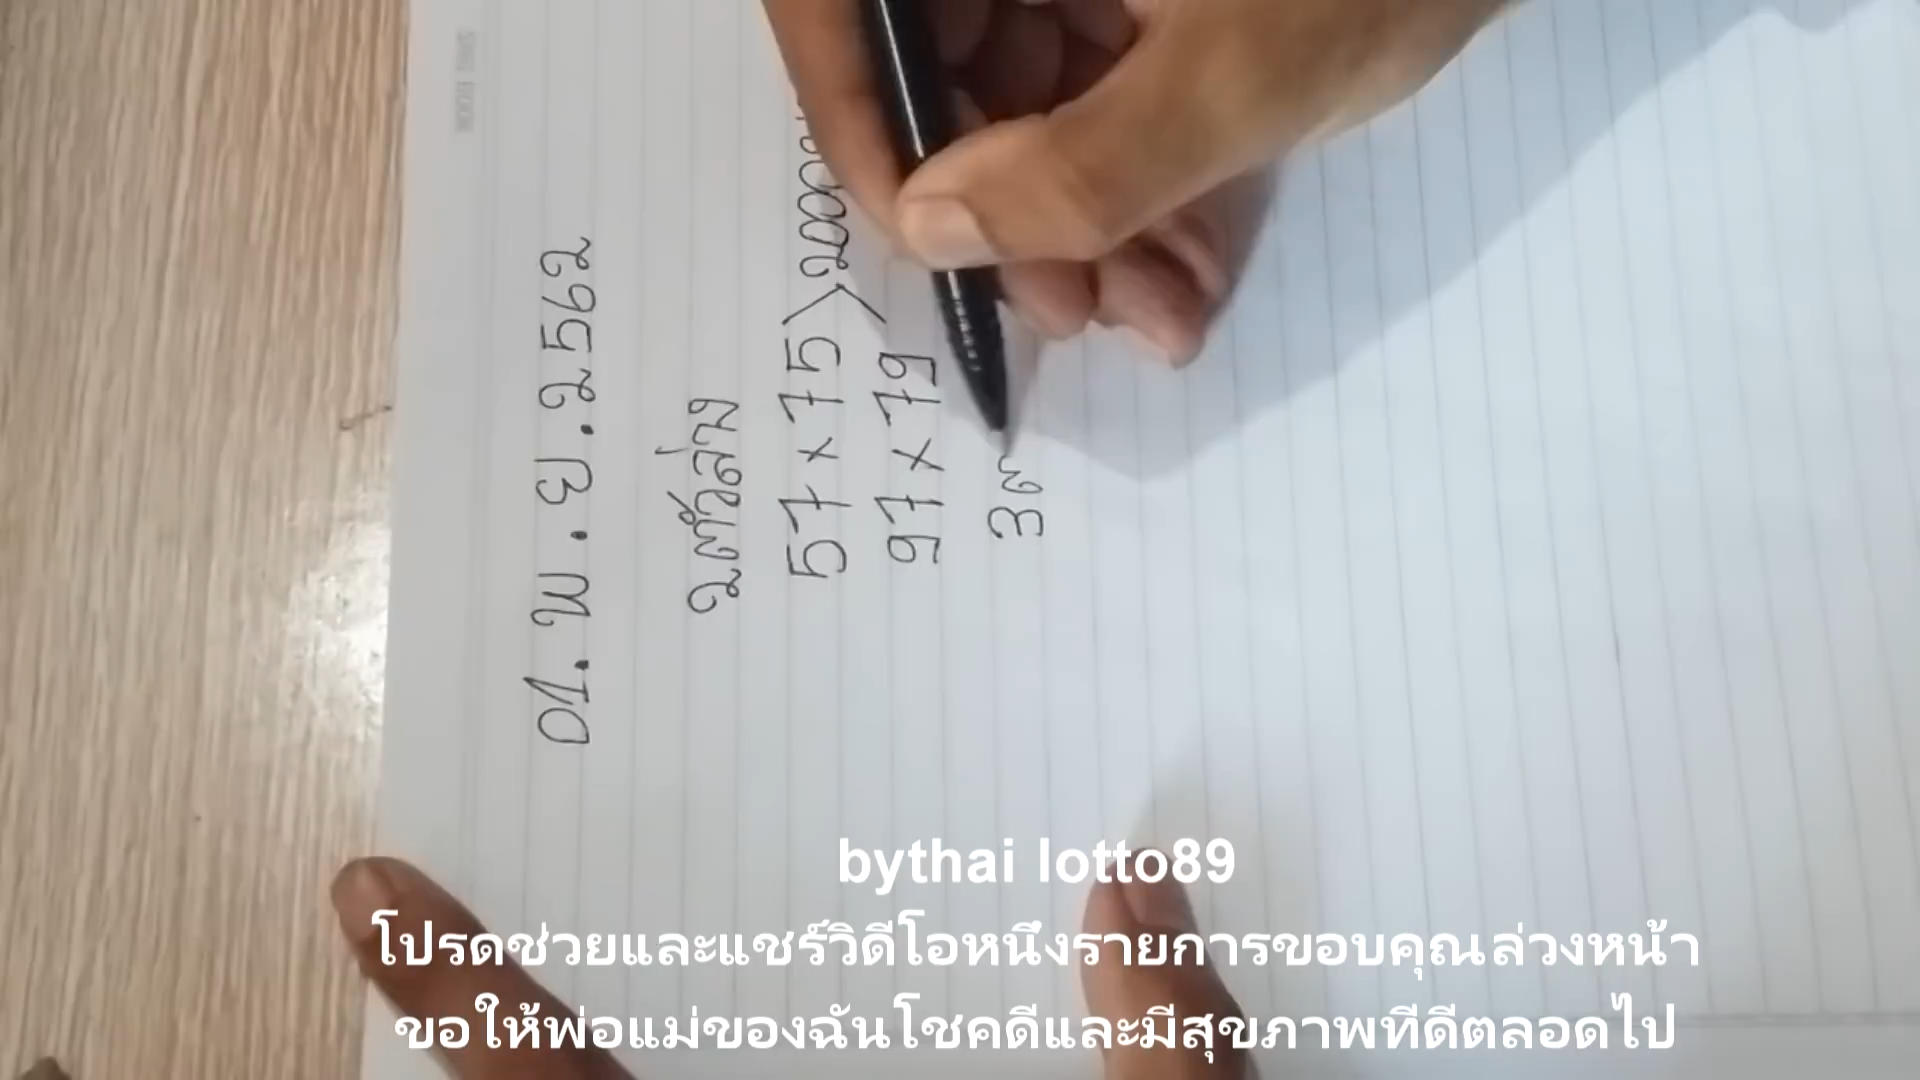 01.พ.ย.2562
2ตัวล่าง
57×75>
97×79
3ต
bythai lotto89
โปรดช่วยและแชร์วิดีโอหนึ่งรายการขอบคุณล่วงหน้า
ขอให้พ่อแม่ของฉันโชคดีและมีสุขภาพที่ดีตลอดไป